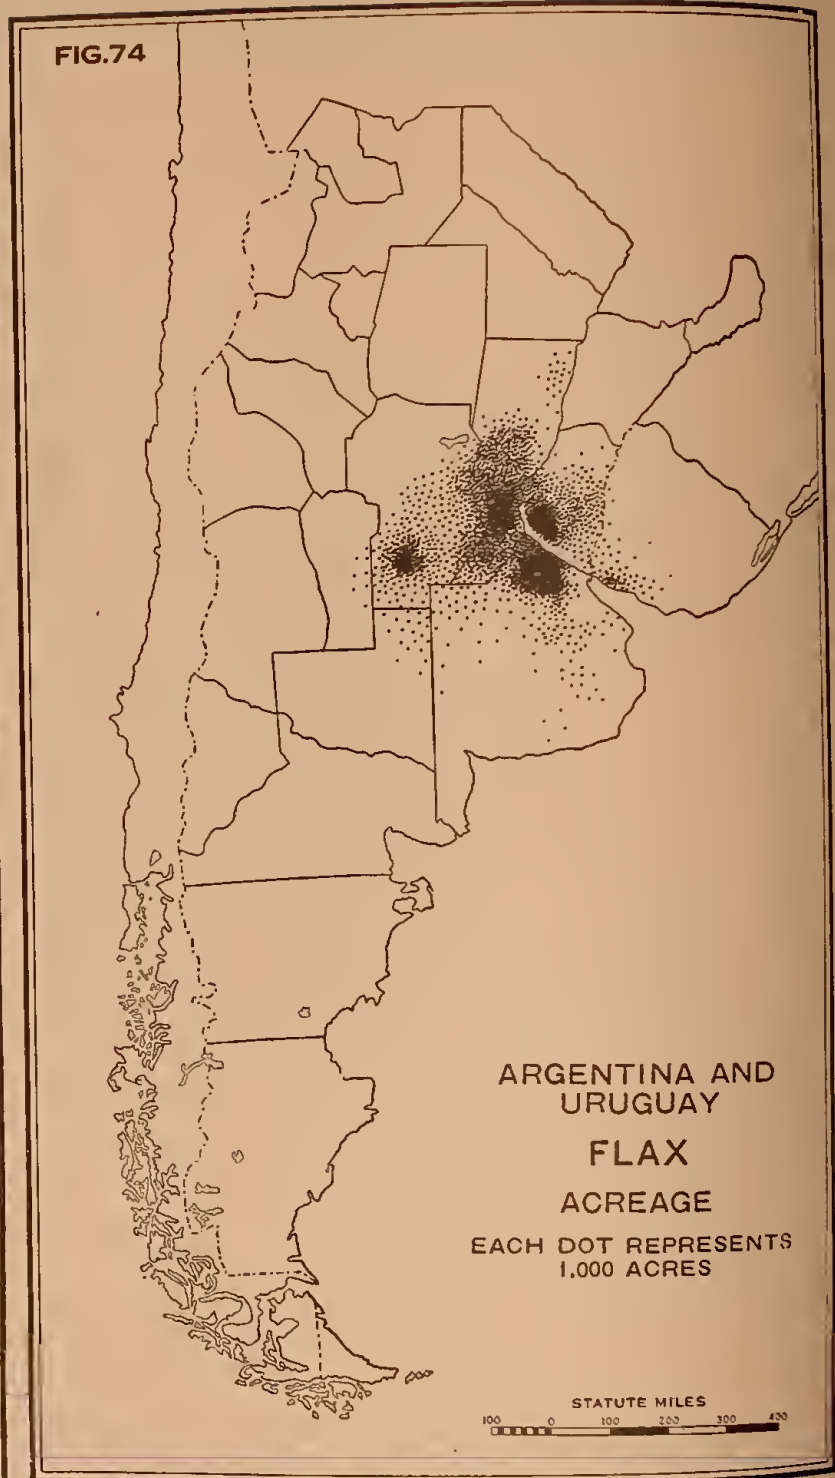 FIG.74
ARGENTINA AND
URUGUAY
FLAX
ACREAGE
EACH DOT REPRESENTS
1,000 ACRES
STATUTE MILES
100 0 100 200 300 400